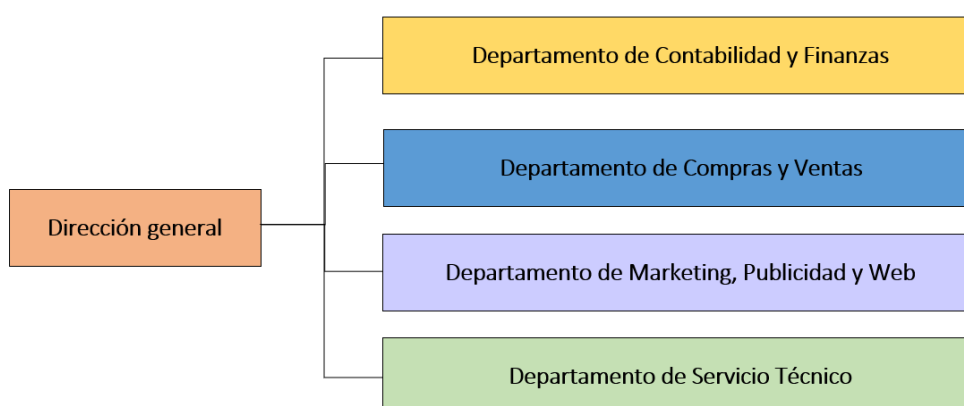 Departamento de Contabilidad y Finanzas
Departamento de Compras y Ventas
Dirección general
Departamento de Marketing, Publicidad y Web
Departamento de Servicio Técnico